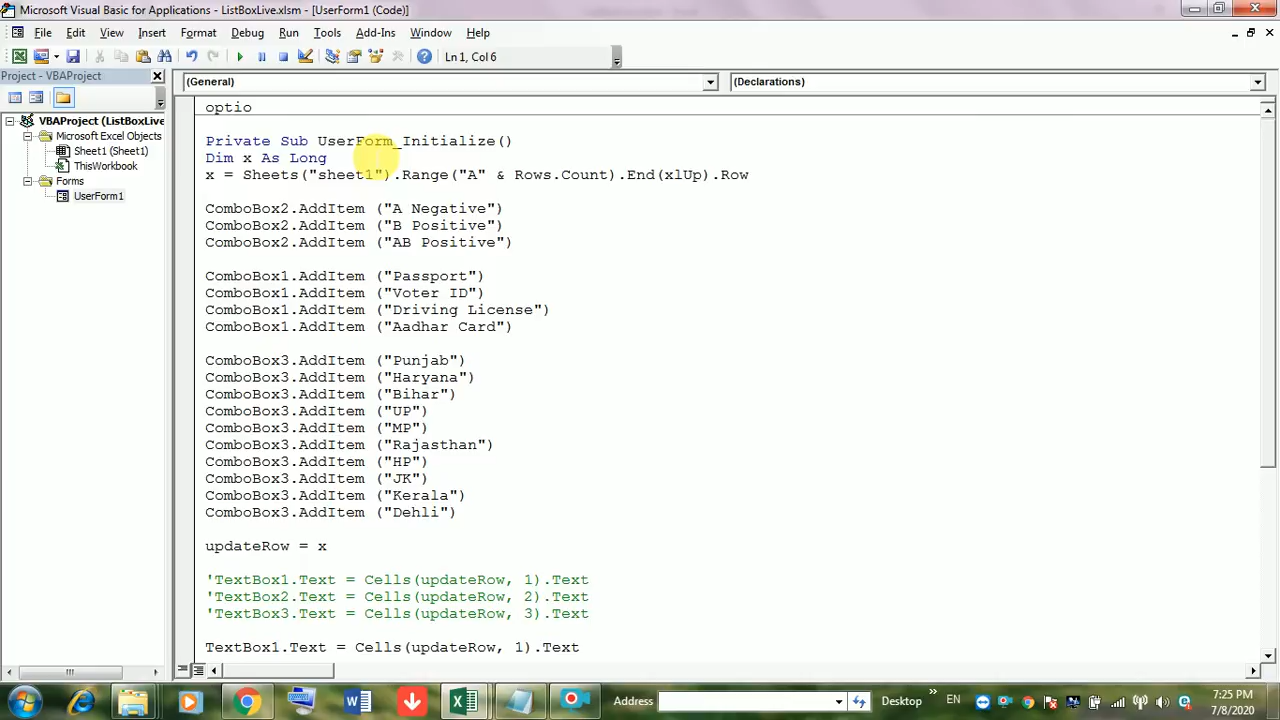 Microsoft Visual Basic for Applications - ListBoxLive.xlsm - [UserForm1 (Code)]
File Edit View Insert Format Debug Run Tools Add-Ins Window Help
Ln 1, Col 6
Project - VBAProject
(General)
(Declarations)
VBAProject (ListBoxLive
Microsoft Excel Objects
Sheet1 (Sheet1)
ThisWorkbook
Forms
UserForm1
optio
Private Sub UserForm_Initialize()
Dim x As Long
x = Sheets("sheet1").Range("A" & Rows.Count).End(xlUp).Row
ComboBox2.AddItem ("A Negative")
ComboBox2.AddItem ("B Positive")
ComboBox2.AddItem ("AB Positive")
ComboBox1.AddItem ("Passport")
ComboBox1.AddItem ("Voter ID")
ComboBox1.AddItem ("Driving License")
ComboBox1.AddItem ("Aadhar Card")
ComboBox3.AddItem ("Punjab")
ComboBox3.AddItem ("Haryana")
ComboBox3.AddItem ("Bihar")
ComboBox3.AddItem ("UP")
ComboBox3.AddItem ("MP")
ComboBox3.AddItem ("Rajasthan")
ComboBox3.AddItem ("HP")
ComboBox3.AddItem ("JK")
ComboBox3.AddItem ("Kerala")
ComboBox3.AddItem ("Dehli")
updateRow = x
'TextBox1.Text = Cells(updateRow, 1).Text
'TextBox2.Text = Cells(updateRow, 2).Text
'TextBox3.Text = Cells(updateRow, 3).Text
TextBox1.Text = Cells(updateRow, 1).Text
Address
Desktop
EN
7:25 PM
7/8/2020